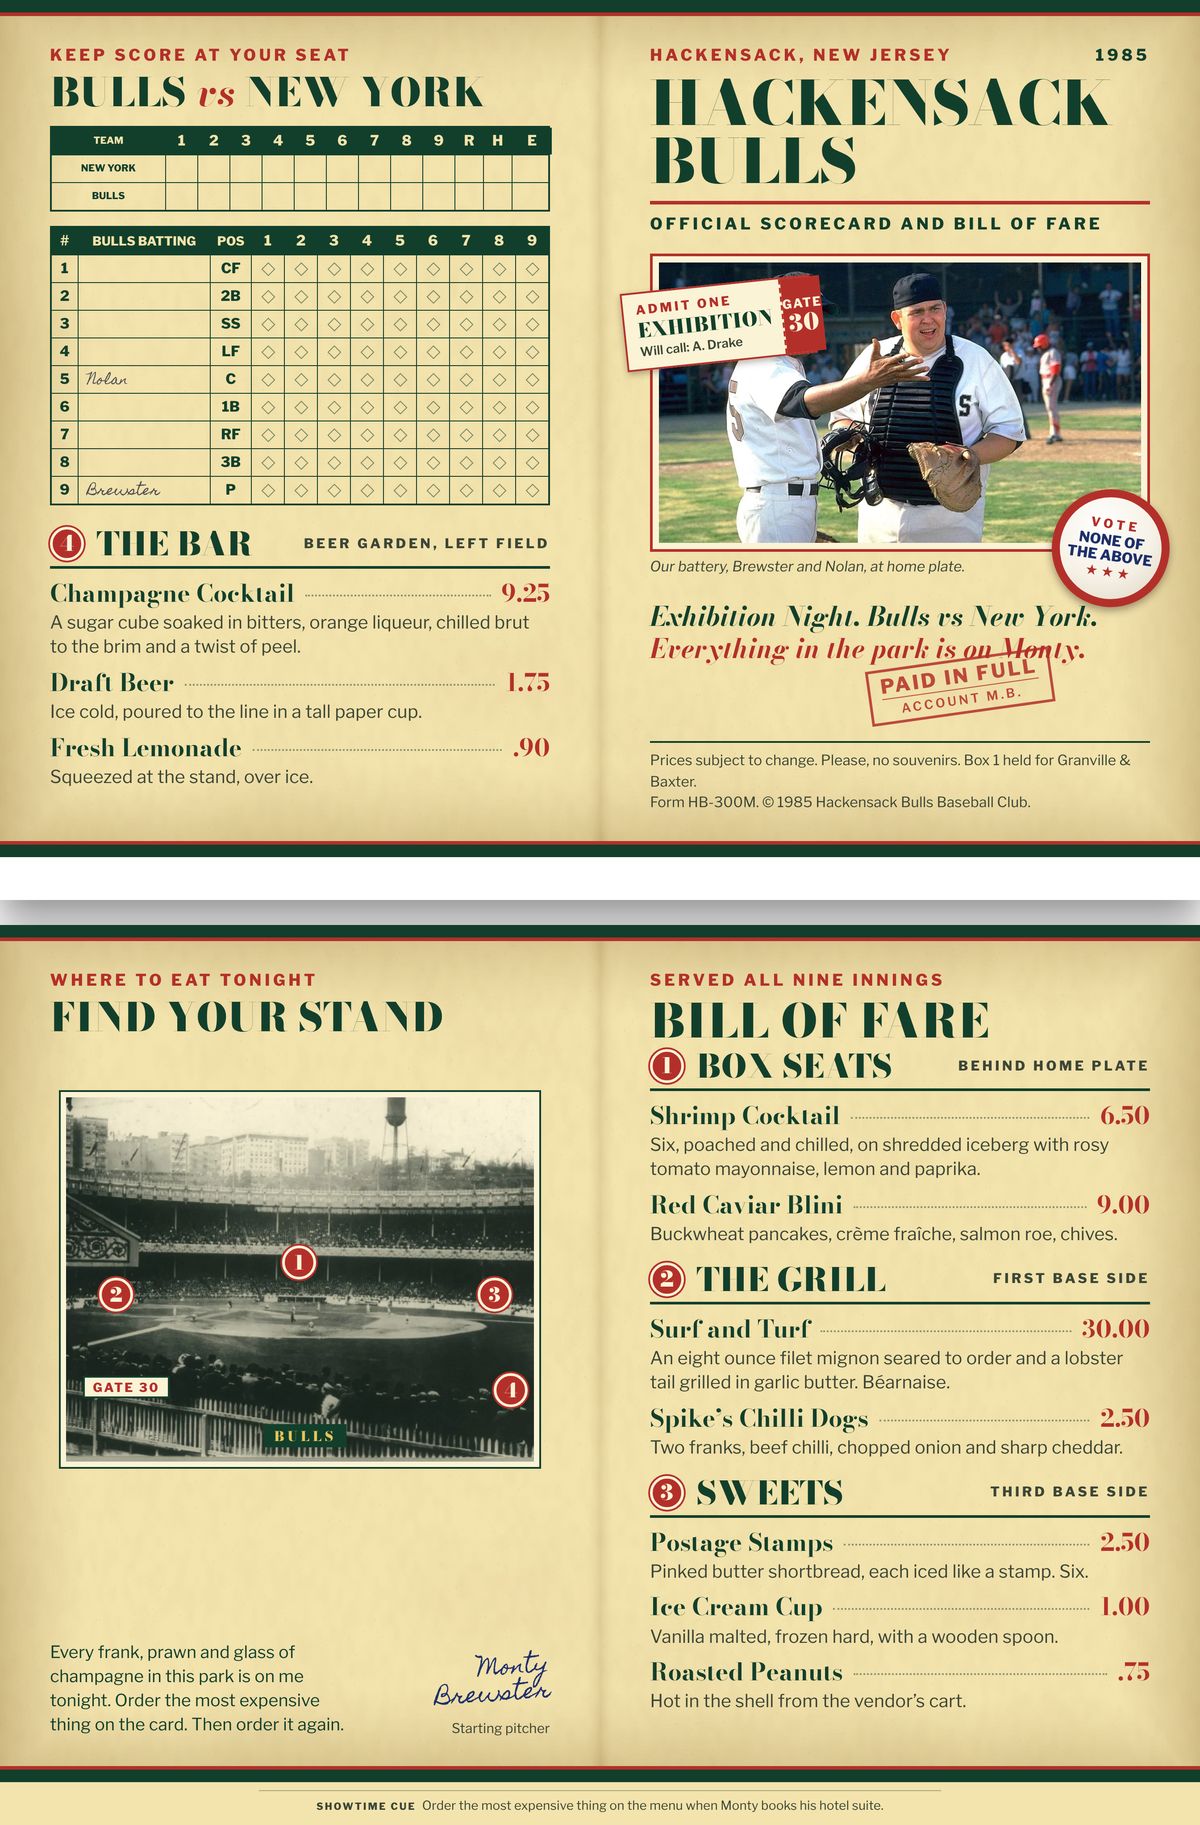 KEEP SCORE AT YOUR SEAT
BULLS vs NEW YORK
TEAM 1 2 3 4 5 6 7 8 9 R H E
NEW YORK
BULLS
# BULLS BATTING POS 1 2 3 4 5 6 7 8 9
1 CF
2 2B
3 SS
4 LF
5 Nolan C
6 1B
7 RF
8 3B
9 Brewster P
4 THE BAR BEER GARDEN, LEFT FIELD
Champagne Cocktail 9.25
A sugar cube soaked in bitters, orange liqueur, chilled brut
to the brim and a twist of peel.
Draft Beer 1.75
Ice cold, poured to the line in a tall paper cup.
Fresh Lemonade .90
Squeezed at the stand, over ice.
HACKENSACK, NEW JERSEY 1985
HACKENSACK
BULLS
OFFICIAL SCORECARD AND BILL OF FARE
ADMIT ONE
EXHIBITION
Will call: A. Drake
GATE
30
5
S
VOTE
NONE OF
THE ABOVE
Our battery, Brewster and Nolan, at home plate.
Exhibition Night. Bulls vs New York.
Everything in the park is on Monty.
PAID IN FULL
ACCOUNT M.B.
Prices subject to change. Please, no souvenirs. Box 1 held for Granville &
Baxter.
Form HB-300M. © 1985 Hackensack Bulls Baseball Club.
WHERE TO EAT TONIGHT
FIND YOUR STAND
1
2
3
4
GATE 30
BULLS
Every frank, prawn and glass of
champagne in this park is on me
tonight. Order the most expensive
thing on the card. Then order it again.
Monty
Brewster
Starting pitcher
SERVED ALL NINE INNINGS
BILL OF FARE
1 BOX SEATS BEHIND HOME PLATE
Shrimp Cocktail 6.50
Six, poached and chilled, on shredded iceberg with rosy
tomato mayonnaise, lemon and paprika.
Red Caviar Blini 9.00
Buckwheat pancakes, crème fraîche, salmon roe, chives.
2 THE GRILL FIRST BASE SIDE
Surf and Turf 30.00
An eight ounce filet mignon seared to order and a lobster
tail grilled in garlic butter. Béarnaise.
Spike's Chilli Dogs 2.50
Two franks, beef chilli, chopped onion and sharp cheddar.
3 SWEETS THIRD BASE SIDE
Postage Stamps 2.50
Pinked butter shortbread, each iced like a stamp. Six.
Ice Cream Cup 1.00
Vanilla malted, frozen hard, with a wooden spoon.
Roasted Peanuts .75
Hot in the shell from the vendor's cart.
SHOWTIME CUE Order the most expensive thing on the menu when Monty books his hotel suite.